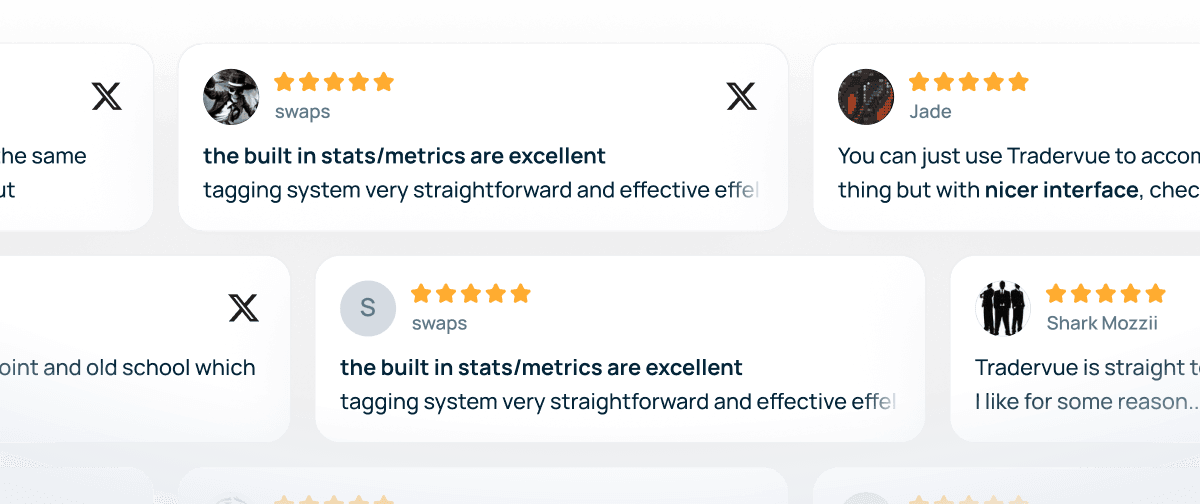 the same
ut
swaps
the built in stats/metrics are excellent
tagging system very straightforward and effective effel
Jade
You can just use Tradervue to accom
thing but with nicer interface, chec
oint and old school which
S
swaps
the built in stats/metrics are excellent
tagging system very straightforward and effective effel
Shark Mozzii
Tradervue is straight t
I like for some reason..